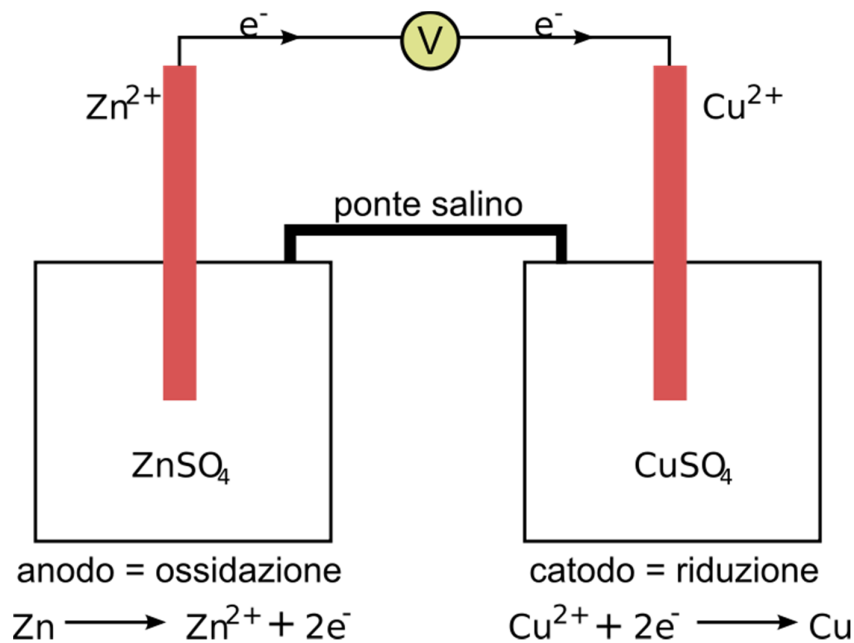 e⁻ V e⁻
Zn²⁺ Cu²⁺
ponte salino
ZnSO₄ CuSO₄
anodo = ossidazione catodo = riduzione
Zn ⟶ Zn²⁺ + 2e⁻ Cu²⁺ + 2e⁻ ⟶ Cu